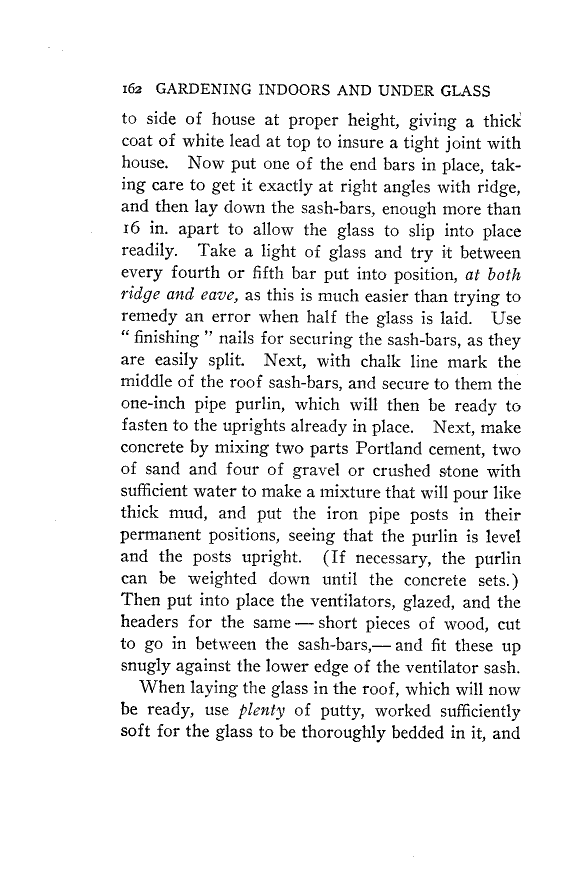 162 GARDENING INDOORS AND UNDER GLASS
to side of house at proper height, giving a thick
coat of white lead at top to insure a tight joint with
house. Now put one of the end bars in place, tak-
ing care to get it exactly at right angles with ridge,
and then lay down the sash-bars, enough more than
16 in. apart to allow the glass to slip into place
readily. Take a light of glass and try it between
every fourth or fifth bar put into position, at both
ridge and eave, as this is much easier than trying to
remedy an error when half the glass is laid. Use
“ finishing ” nails for securing the sash-bars, as they
are easily split. Next, with chalk line mark the
middle of the roof sash-bars, and secure to them the
one-inch pipe purlin, which will then be ready to
fasten to the uprights already in place. Next, make
concrete by mixing two parts Portland cement, two
of sand and four of gravel or crushed stone with
sufficient water to make a mixture that will pour like
thick mud, and put the iron pipe posts in their
permanent positions, seeing that the purlin is level
and the posts upright. (If necessary, the purlin
can be weighted down until the concrete sets.)
Then put into place the ventilators, glazed, and the
headers for the same — short pieces of wood, cut
to go in between the sash-bars,— and fit these up
snugly against the lower edge of the ventilator sash.
When laying the glass in the roof, which will now
be ready, use plenty of putty, worked sufficiently
soft for the glass to be thoroughly bedded in it, and